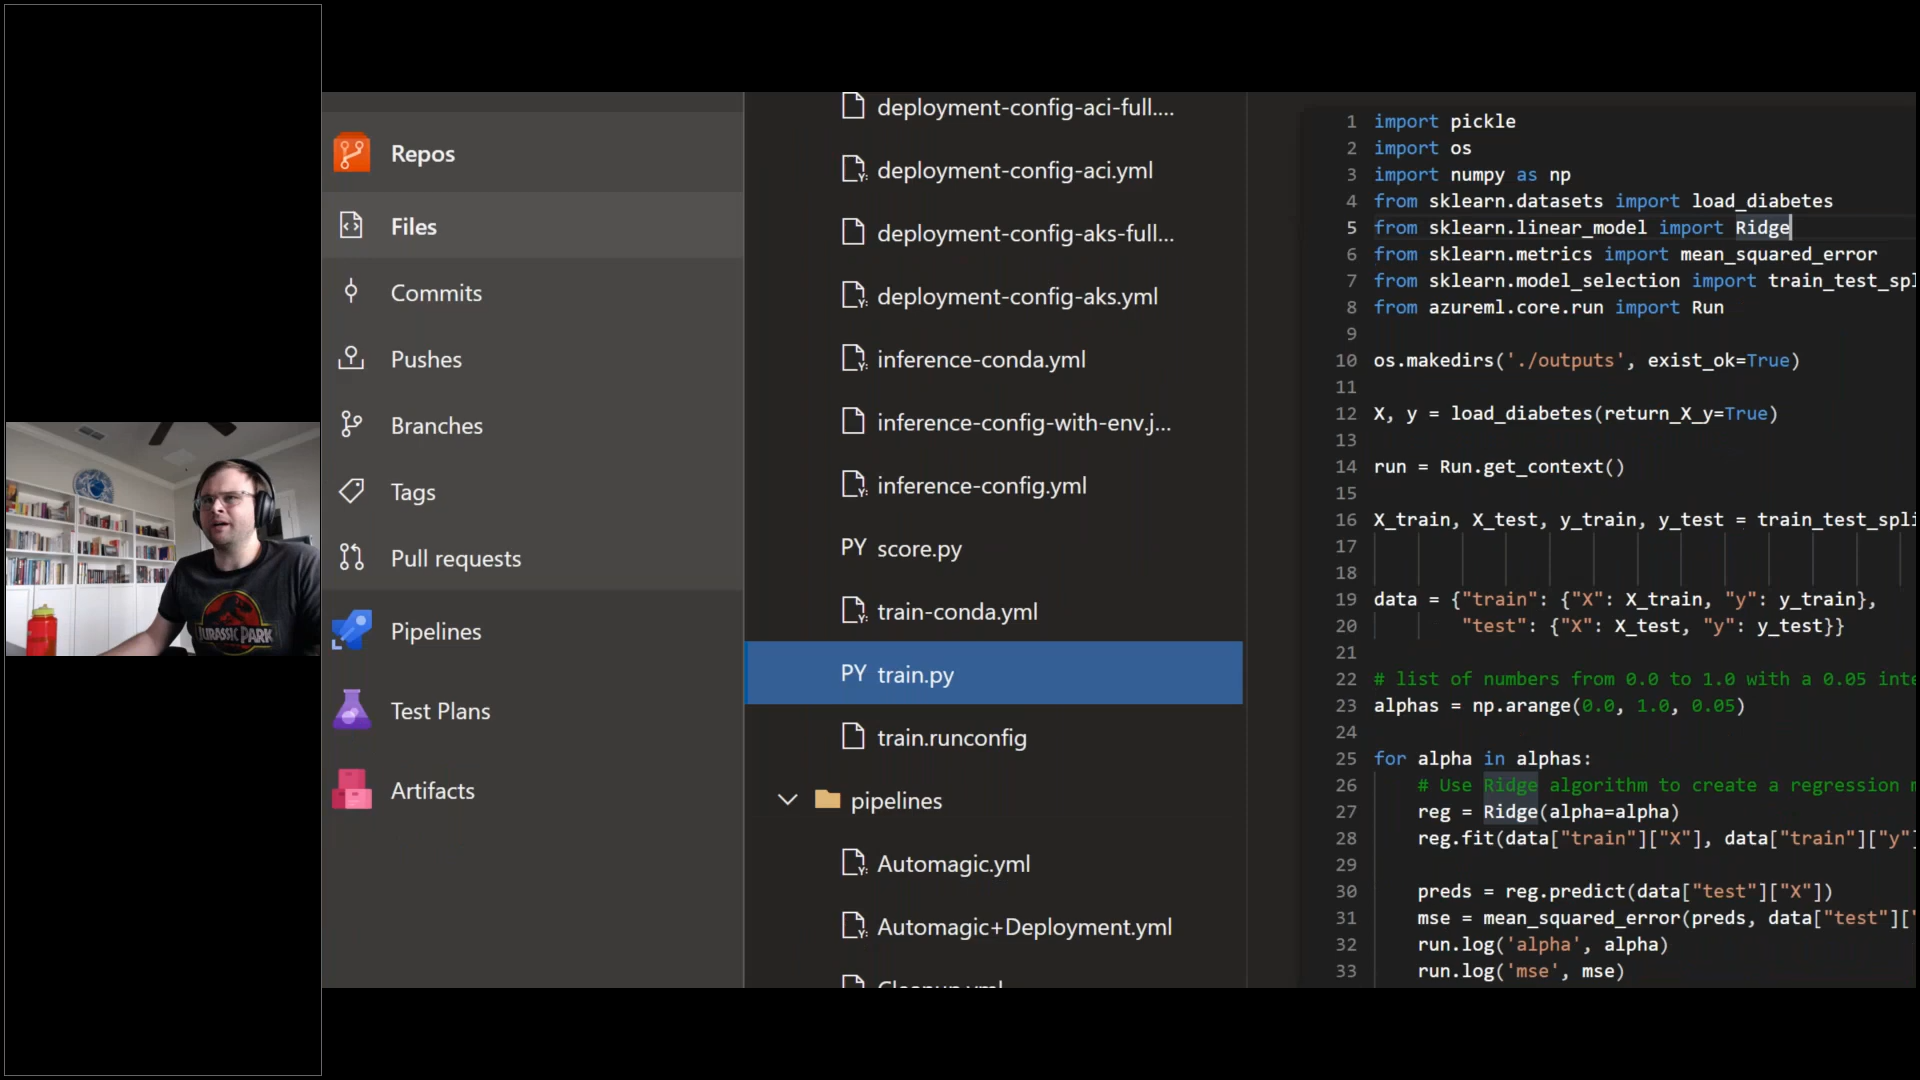 Repos
Files
Commits
Pushes
Branches
Tags
Pull requests
Pipelines
Test Plans
Artifacts
deployment-config-aci-full....
deployment-config-aci.yml
deployment-config-aks-full...
deployment-config-aks.yml
inference-conda.yml
inference-config-with-env.j...
inference-config.yml
PY score.py
train-conda.yml
PY train.py
train.runconfig
pipelines
Automagic.yml
Automagic+Deployment.yml
Cleanup.yml
1 import pickle
2 import os
3 import numpy as np
4 from sklearn.datasets import load_diabetes
5 from sklearn.linear_model import Ridge
6 from sklearn.metrics import mean_squared_error
7 from sklearn.model_selection import train_test_spl
8 from azureml.core.run import Run
9
10 os.makedirs('./outputs', exist_ok=True)
11
12 X, y = load_diabetes(return_X_y=True)
13
14 run = Run.get_context()
15
16 X_train, X_test, y_train, y_test = train_test_spli
17
18
19 data = {"train": {"X": X_train, "y": y_train},
20 "test": {"X": X_test, "y": y_test}}
21
22 # list of numbers from 0.0 to 1.0 with a 0.05 inte
23 alphas = np.arange(0.0, 1.0, 0.05)
24
25 for alpha in alphas:
26 # Use Ridge algorithm to create a regression m
27 reg = Ridge(alpha=alpha)
28 reg.fit(data["train"]["X"], data["train"]["y"]
29
30 preds = reg.predict(data["test"]["X"])
31 mse = mean_squared_error(preds, data["test"]["
32 run.log('alpha', alpha)
33 run.log('mse', mse)
JURASSIC PARK